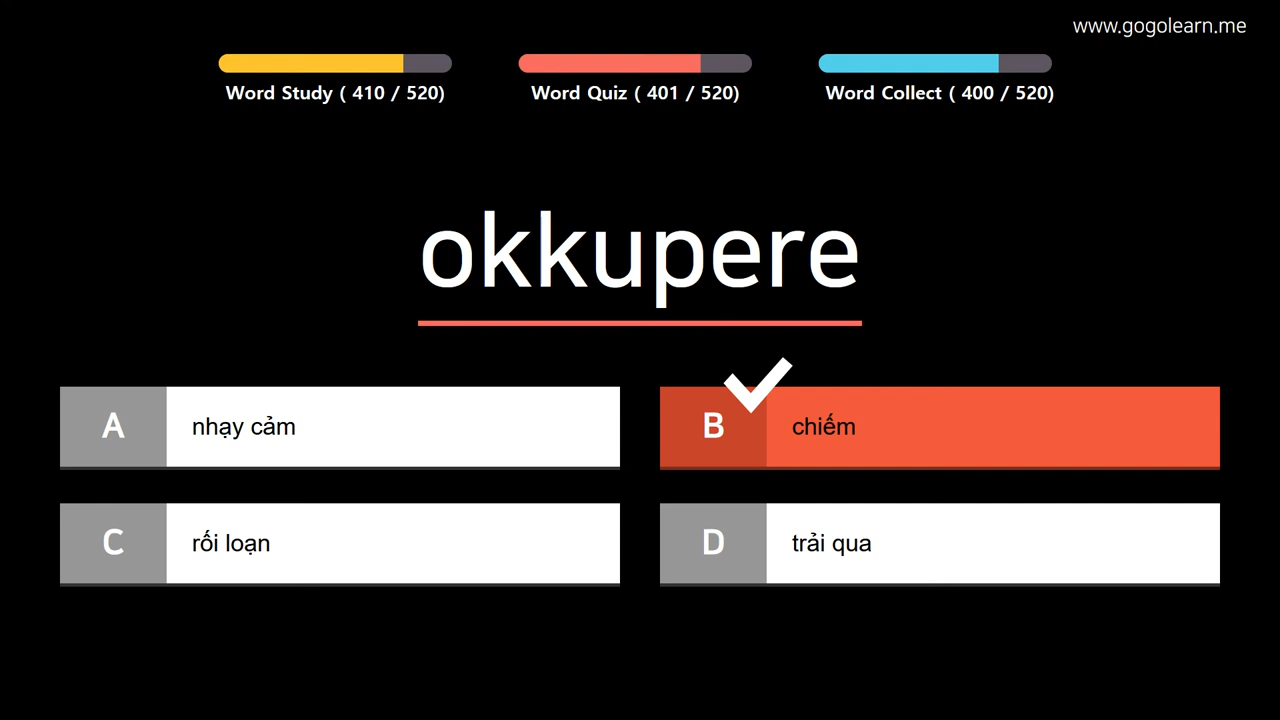 www.gogolearn.me
Word Study ( 410 / 520)
Word Quiz ( 401 / 520)
Word Collect ( 400 / 520)
okkupere
A nhạy cảm
B chiếm
C rối loạn
D trải qua